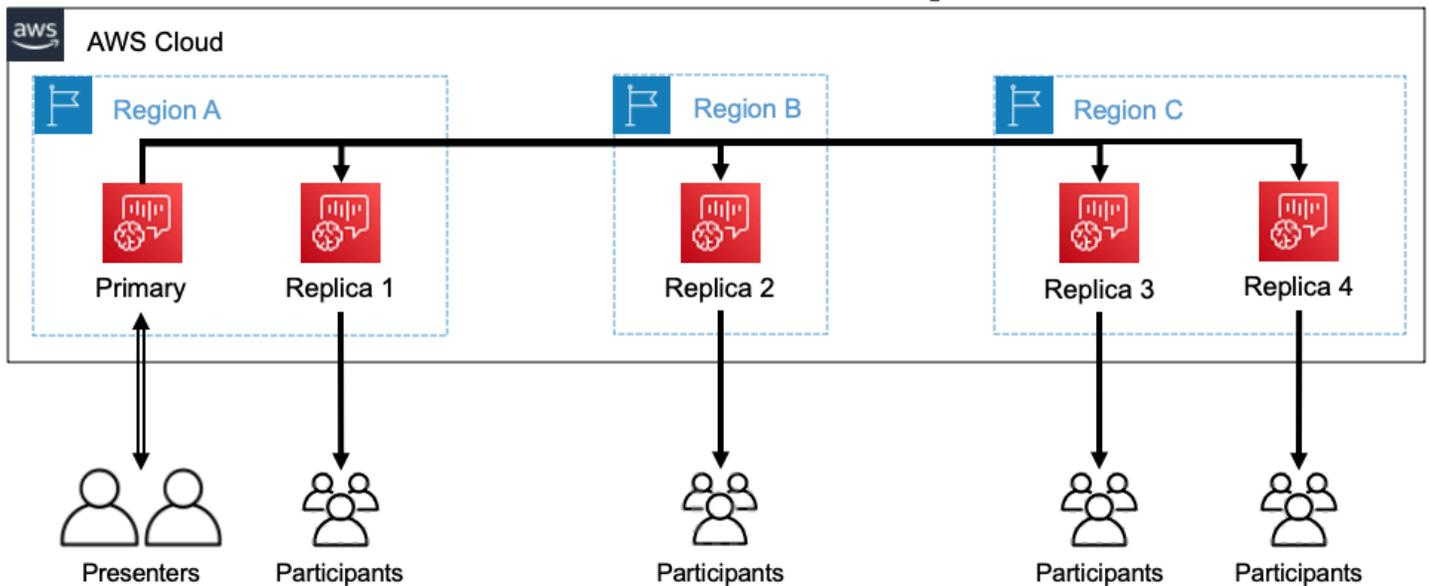 aws
AWS Cloud
Region A
Region B
Region C
Primary
Replica 1
Replica 2
Replica 3
Replica 4
Presenters
Participants
Participants
Participants
Participants